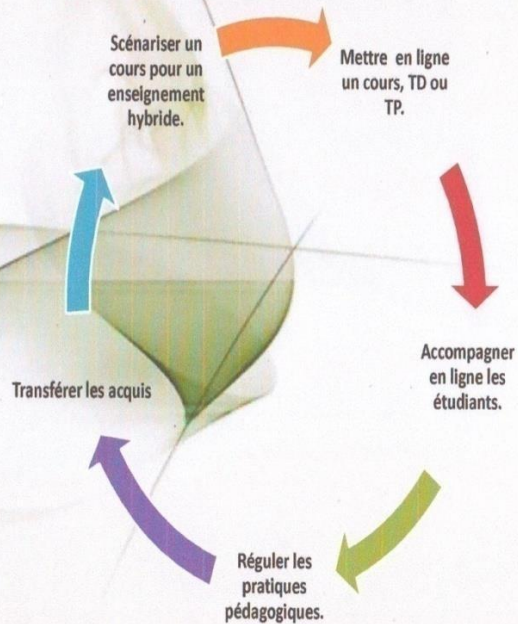 Scénariser un
cours pour un
enseignement
hybride.
Mettre en ligne
un cours, TD ou
TP.
Accompagner
en ligne les
étudiants.
Réguler les
pratiques
pédagogiques.
Transférer les acquis